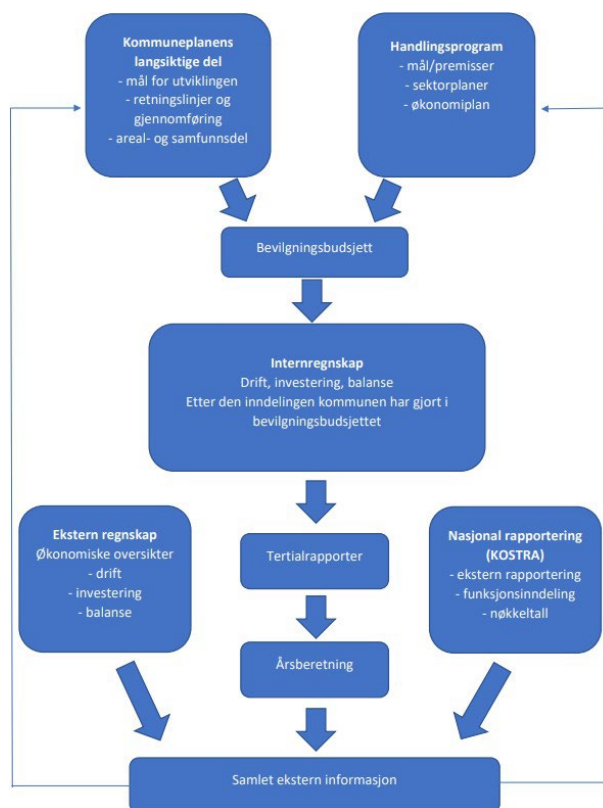 Kommuneplanens
langsiktige del
- mål for utviklingen
- retningslinjer og
gjennomføring
- areal- og samfunnsdel
Handlingsprogram
- mål/premisser
- sektorplaner
- økonomiplan
Bevilgningsbudsjett
Internregnskap
Drift, investering, balanse
Etter den inndelingen kommunen har gjort i
bevilgningsbudsjettet
Ekstern regnskap
Økonomiske oversikter
- drift
- investering
- balanse
Tertialrapporter
Nasjonal rapportering
(KOSTRA)
- ekstern rapportering
- funksjonsinndeling
- nøkkeltall
Årsberetning
Samlet ekstern informasjon